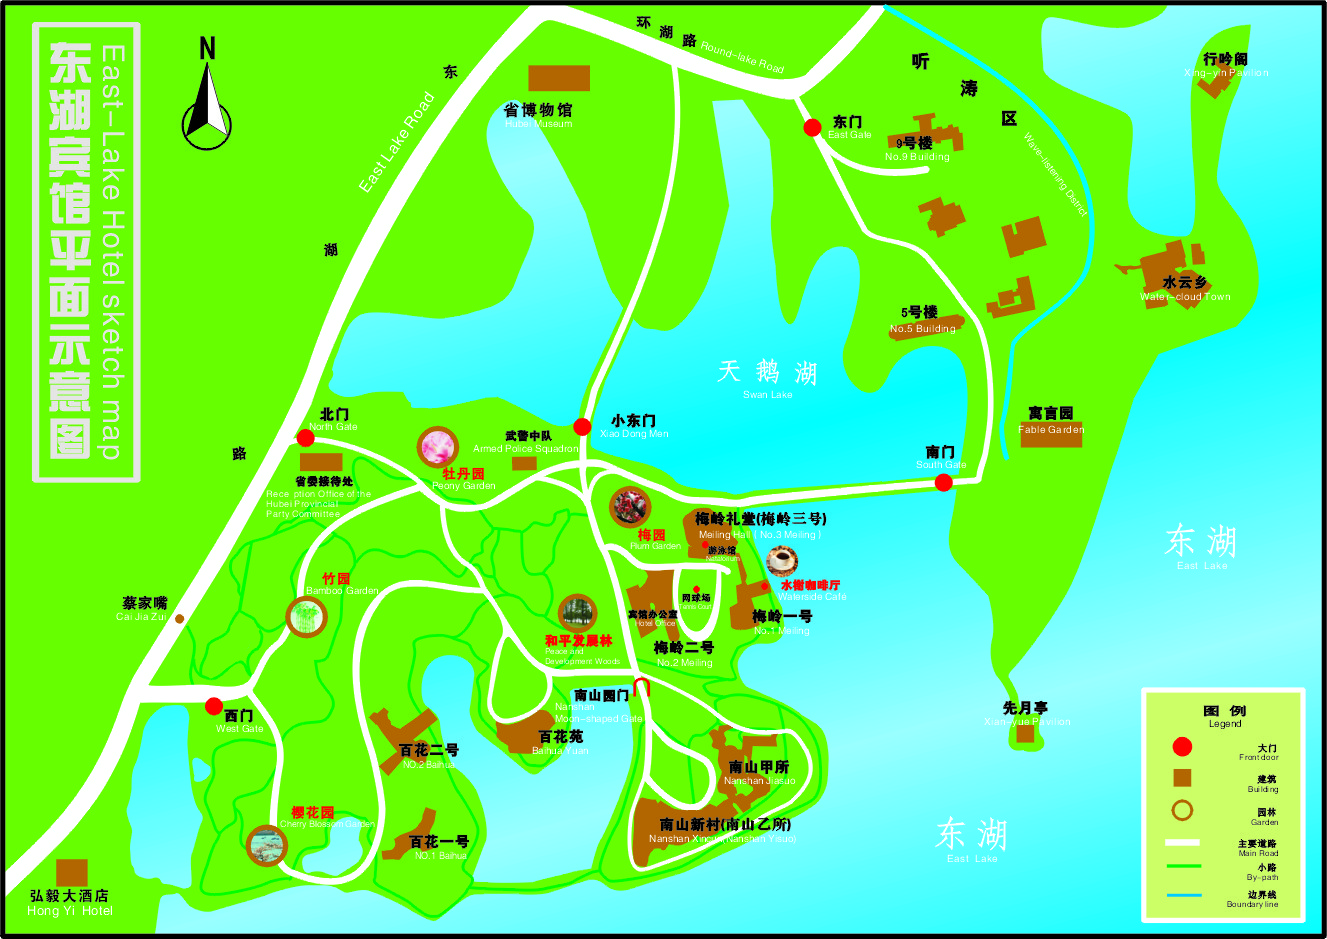 东湖宾馆平面示意图
East-Lake Hotel sketch map
N
环湖路
Round-lake Road
东湖路
East Lake Road
省博物馆
Hubei Museum
东门
East Gate
听涛区
Wave-listening District
9号楼
No.9 Building
行吟阁
Xing-yin Pavilion
水云乡
Water-cloud Town
5号楼
No.5 Building
天鹅湖
Swan Lake
寓言园
Fable Garden
北门
North Gate
小东门
Xiao Dong Men
武警中队
Armed Police Squadron
南门
South Gate
牡丹园
Peony Garden
省委接待处
Rece ption Office of the
Hubei Provincial
Party Committee
梅园
Plum Garden
梅岭礼堂(梅岭三号)
Meiling Hall ( No.3 Meiling )
游泳馆
东湖
East Lake
水榭咖啡厅
Waterside Cafe
竹园
Bamboo Garden
网球场
Tennis Court
蔡家嘴
Cai Jia Zui
宾馆办公室
Hotel Office
梅岭一号
No.1 Meiling
和平发展林
Peace and
Development Woods
梅岭二号
No.2 Meiling
南山园门
Nanshan
Moon-shaped Gate
西门
West Gate
先月亭
Xian-yue Pavilion
百花苑
Baihua Yuan
百花二号
NO.2 Baihua
南山甲所
Nanshan Jiasuo
樱花园
Cherry Blossom Garden
南山新村(南山乙所)
Nanshan Xincun(Nanshan Yisuo)
百花一号
NO.1 Baihua
东湖
East Lake
弘毅大酒店
Hong Yi Hotel
图例
Legend
大门
Front door
建筑
Building
园林
Garden
主要道路
Main Road
小路
By-path
边界线
Boundary line